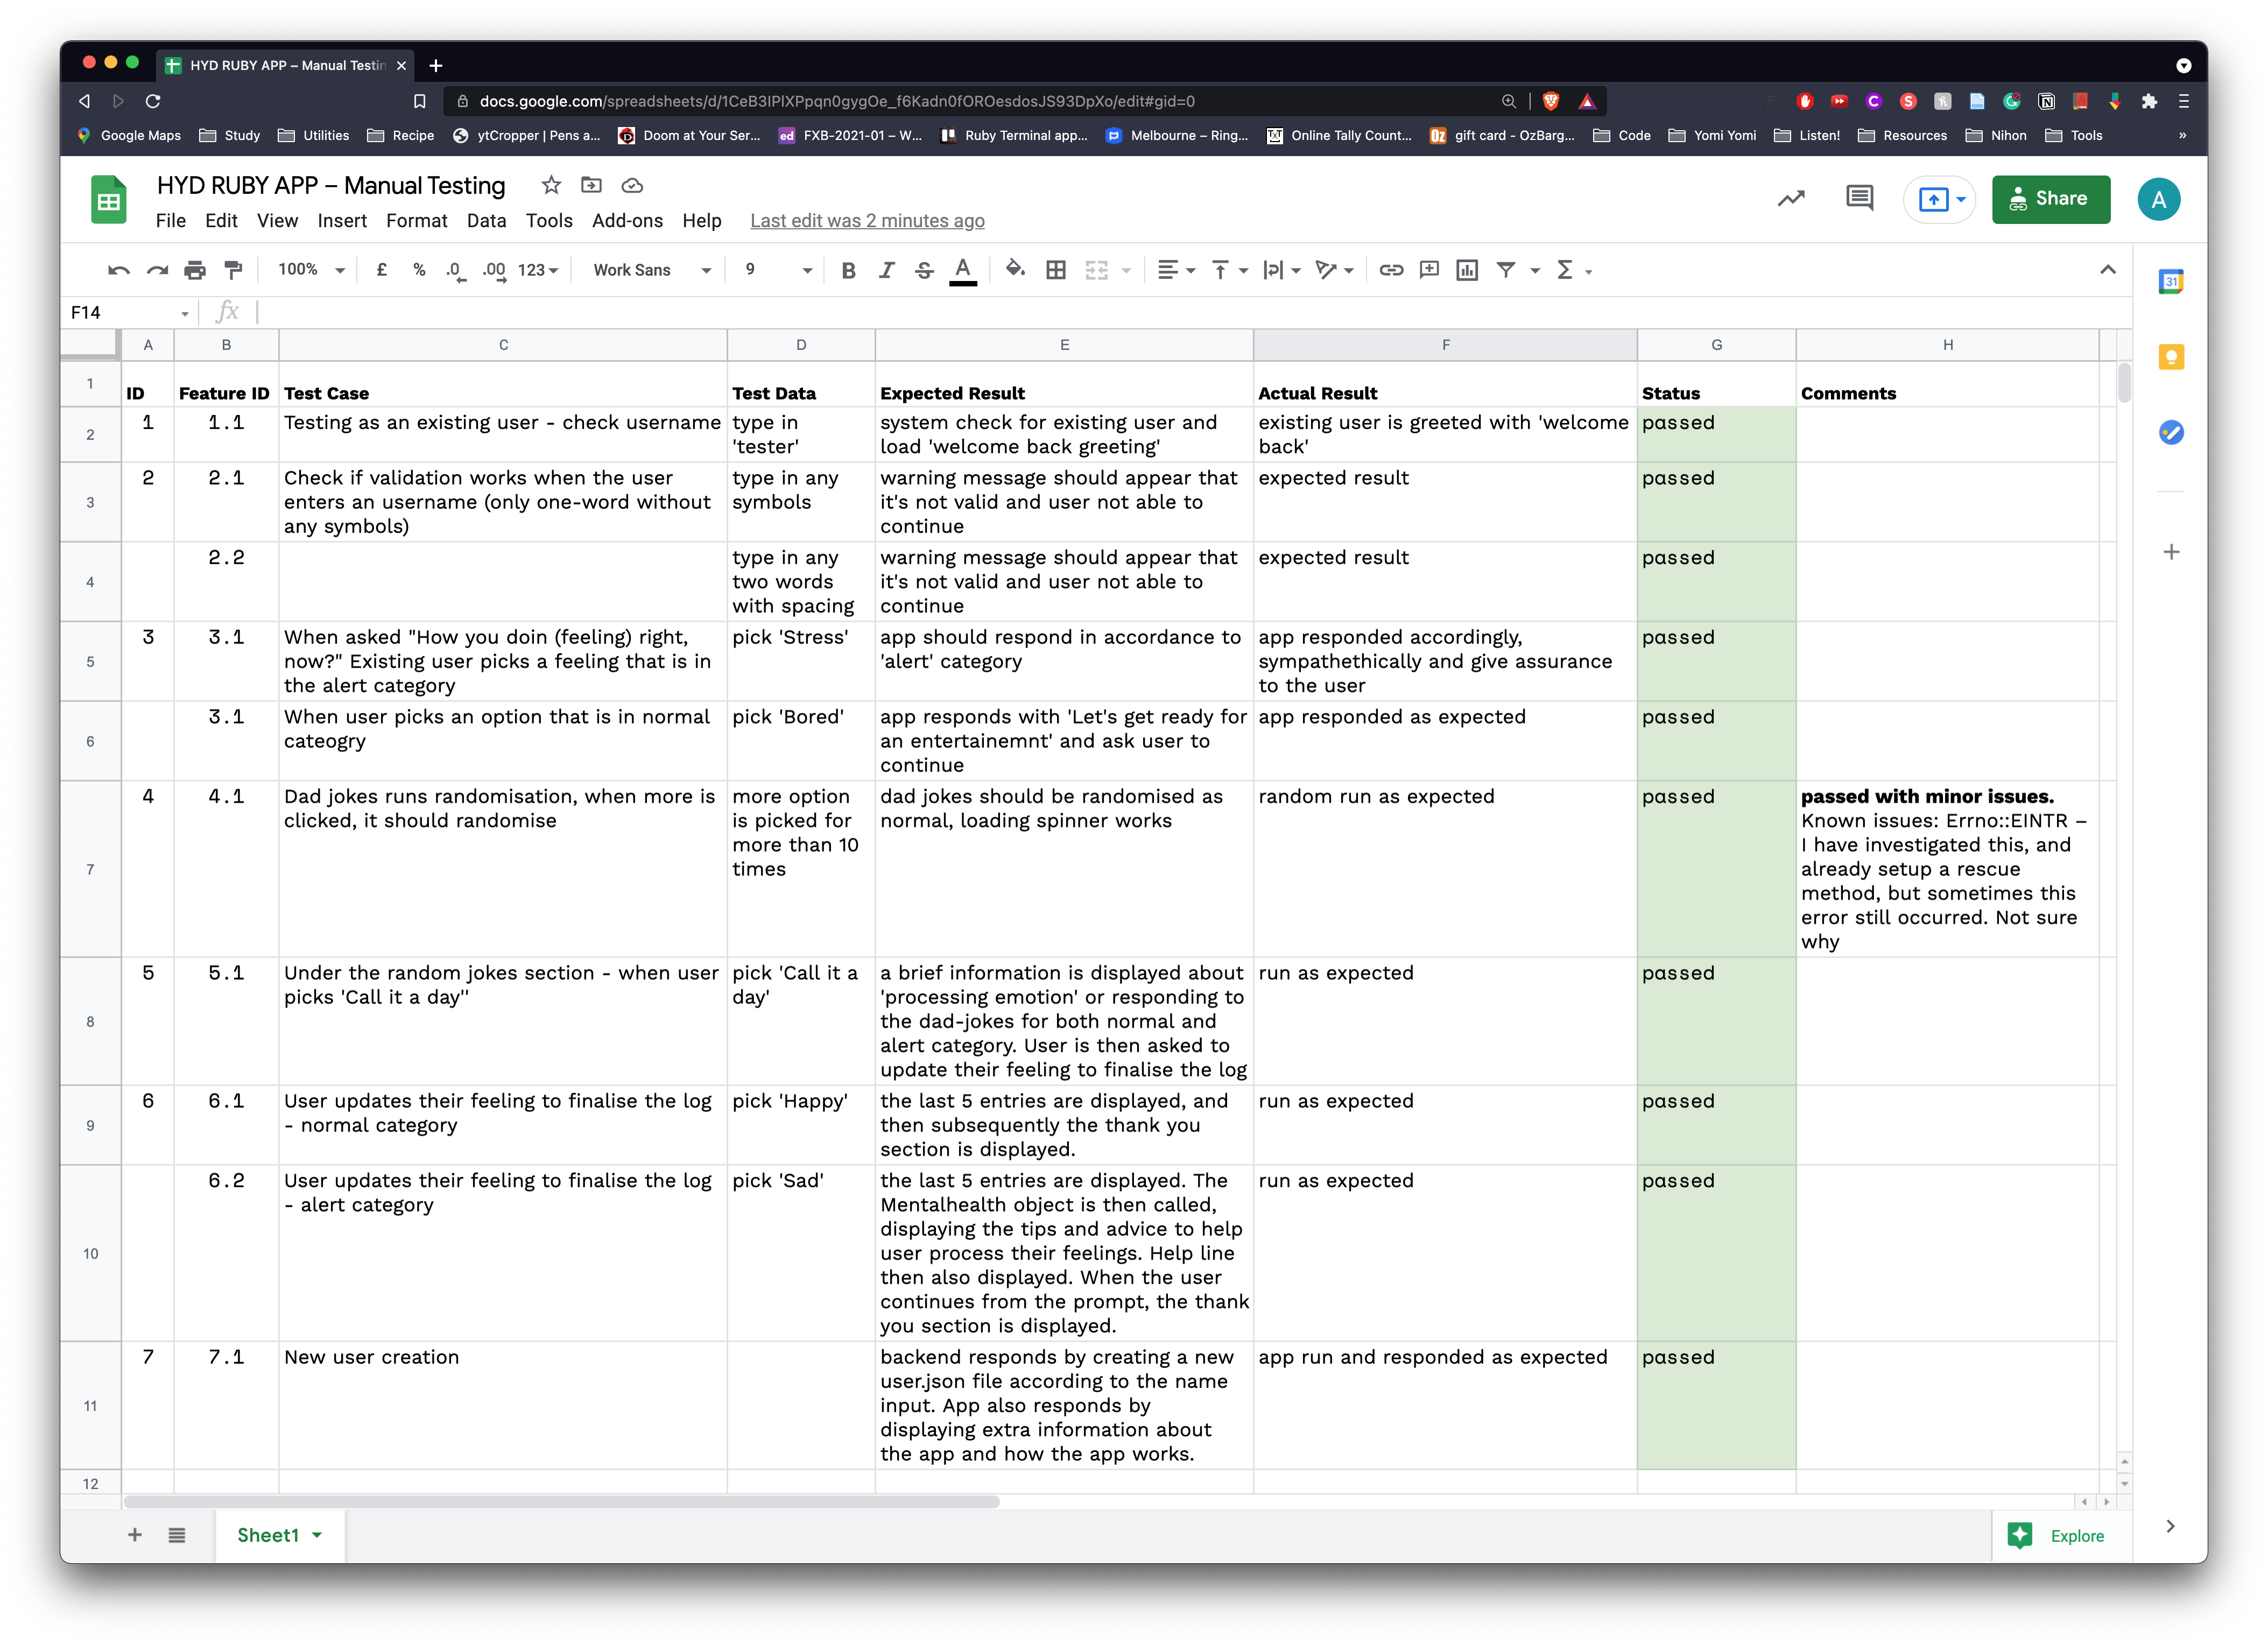 HYD RUBY APP – Manual Testin
docs.google.com/spreadsheets/d/1CeB3IPlXPpqn0gygOe_f6Kadn0fOROesdosJS93DpXo/edit#gid=0
Google Maps Study Utilities Recipe ytCropper | Pens a... Doom at Your Ser... FXB-2021-01 – W... Ruby Terminal app... Melbourne – Ring... Online Tally Count... gift card - OzBarg... Code Yomi Yomi Listen! Resources Nihon Tools »
HYD RUBY APP – Manual Testing
File Edit View Insert Format Data Tools Add-ons Help Last edit was 2 minutes ago
Share
A
100% £ % .0 .00 123 Work Sans 9 B I S A Σ
31
F14 fx
A B C D E F G H
1 ID Feature ID Test Case Test Data Expected Result Actual Result Status Comments
2 1 1.1 Testing as an existing user - check username type in system check for existing user and existing user is greeted with 'welcome passed
'tester' load 'welcome back greeting' back'
3 2 2.1 Check if validation works when the user type in any warning message should appear that expected result passed
enters an username (only one-word without symbols it's not valid and user not able to
any symbols) continue
4 2.2 type in any warning message should appear that expected result passed
two words it's not valid and user not able to
with spacing continue
5 3 3.1 When asked "How you doin (feeling) right, pick 'Stress' app should respond in accordance to app responded accordingly, passed
now?" Existing user picks a feeling that is in 'alert' category sympathethically and give assurance
the alert category to the user
6 3.1 When user picks an option that is in normal pick 'Bored' app responds with 'Let's get ready for app responded as expected passed
cateogry an entertainemnt' and ask user to
continue
7 4 4.1 Dad jokes runs randomisation, when more is more option dad jokes should be randomised as random run as expected passed passed with minor issues.
clicked, it should randomise is picked for normal, loading spinner works Known issues: Errno::EINTR –
more than 10 I have investigated this, and
times already setup a rescue
method, but sometimes this
error still occurred. Not sure
why
8 5 5.1 Under the random jokes section - when user pick 'Call it a a brief information is displayed about run as expected passed
picks 'Call it a day'' day' 'processing emotion' or responding to
the dad-jokes for both normal and
alert category. User is then asked to
update their feeling to finalise the log
9 6 6.1 User updates their feeling to finalise the log pick 'Happy' the last 5 entries are displayed, and run as expected passed
- normal category then subsequently the thank you
section is displayed.
10 6.2 User updates their feeling to finalise the log pick 'Sad' the last 5 entries are displayed. The run as expected passed
- alert category Mentalhealth object is then called,
displaying the tips and advice to help
user process their feelings. Help line
then also displayed. When the user
continues from the prompt, the thank
you section is displayed.
11 7 7.1 New user creation backend responds by creating a new app run and responded as expected passed
user.json file according to the name
input. App also responds by
displaying extra information about
the app and how the app works.
12
Sheet1 Explore